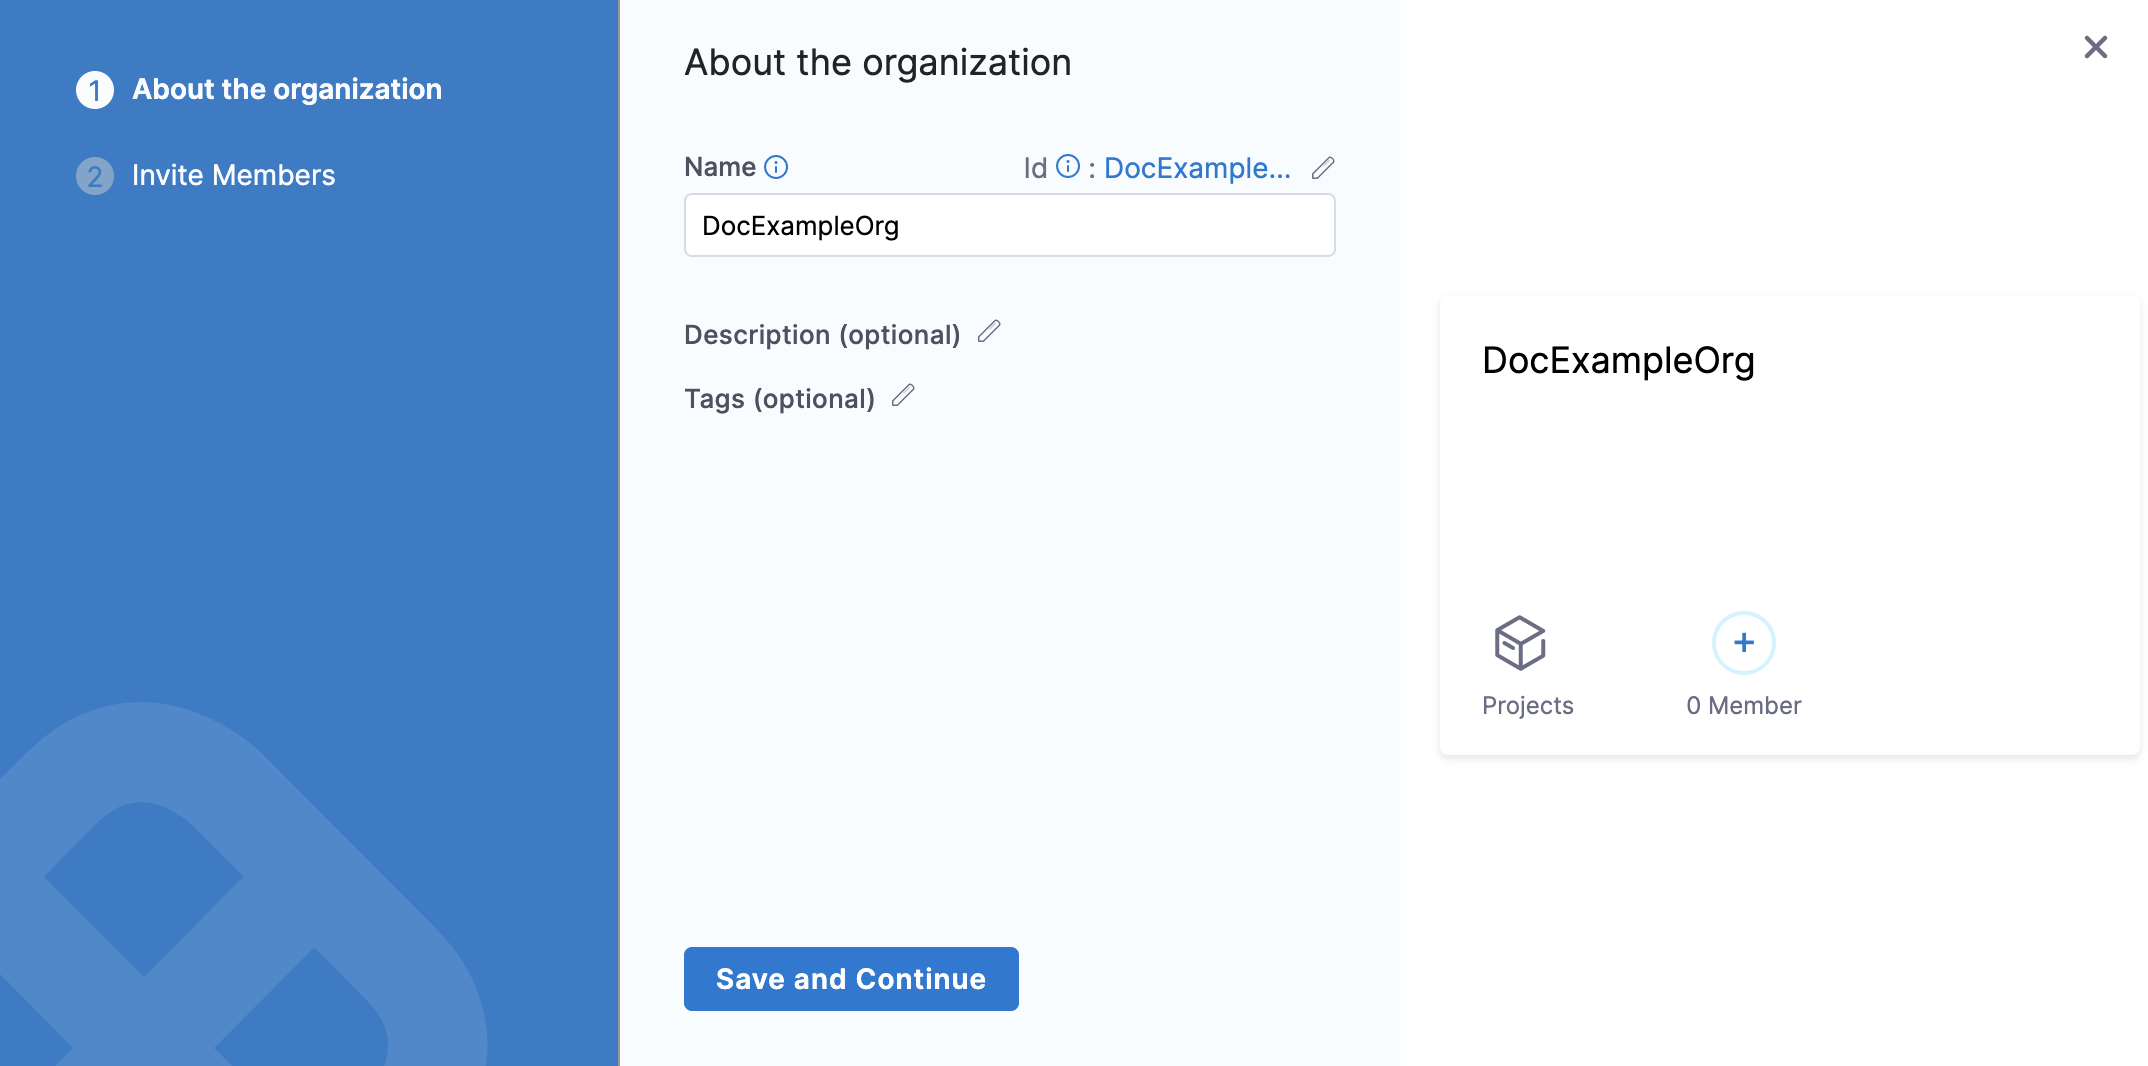 1 About the organization
2 Invite Members
About the organization
Name Id : DocExample...
DocExampleOrg
Description (optional)
Tags (optional)
Save and Continue
DocExampleOrg
Projects
0 Member